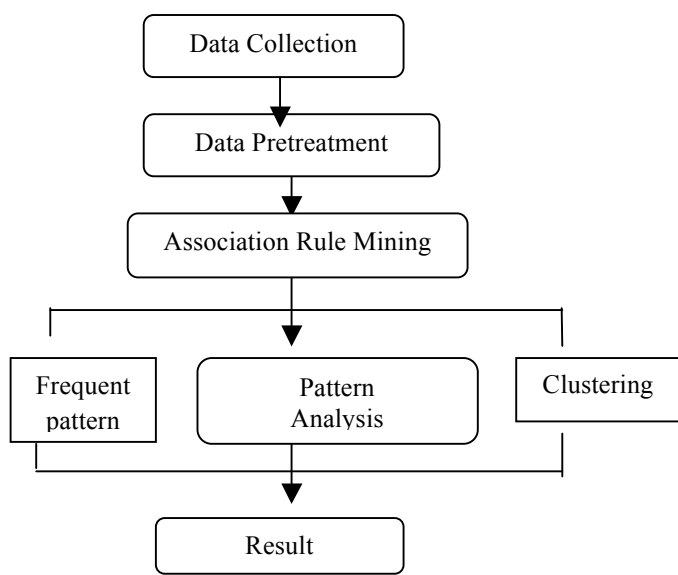 Data Collection
Data Pretreatment
Association Rule Mining
Frequent
pattern
Pattern
Analysis
Clustering
Result